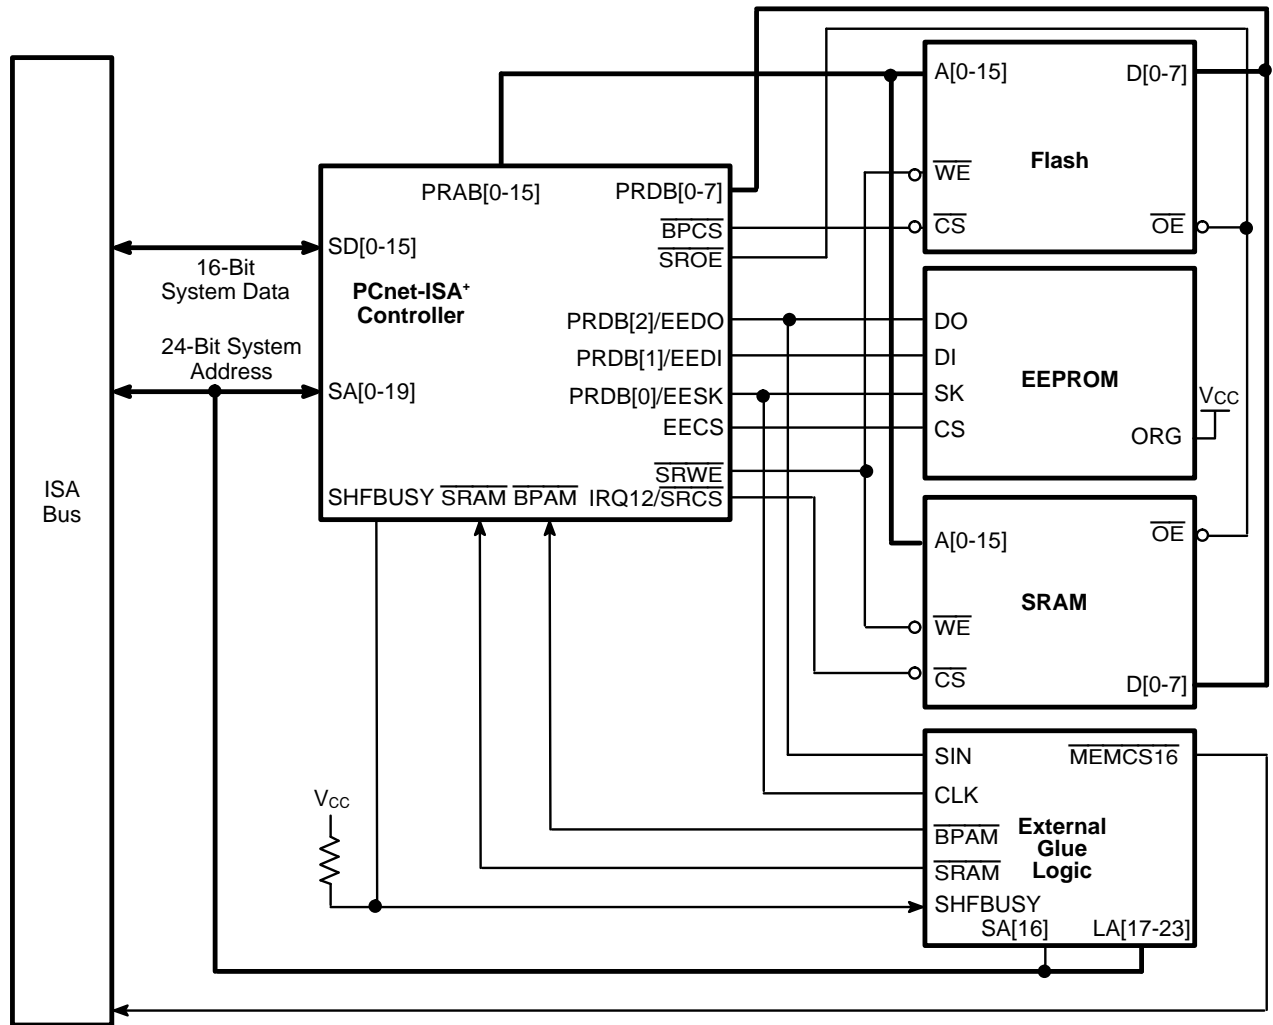 ISA
Bus
16-Bit
System Data
24-Bit System
Address
PRAB[0-15]
PRDB[0-7]
SD[0-15]
BPCS
SROE
PCnet-ISA+
Controller
PRDB[2]/EEDO
PRDB[1]/EEDI
SA[0-19]
PRDB[0]/EESK
EECS
SRWE
SHFBUSY SRAM BPAM IRQ12/SRCS
A[0-15]
D[0-7]
Flash
WE
CS
OE
DO
DI
EEPROM
SK
CS
VCC
ORG
A[0-15]
OE
SRAM
WE
CS
D[0-7]
SIN
MEMCS16
CLK
BPAM
External
Glue
Logic
SRAM
SHFBUSY
SA[16]
LA[17-23]
VCC